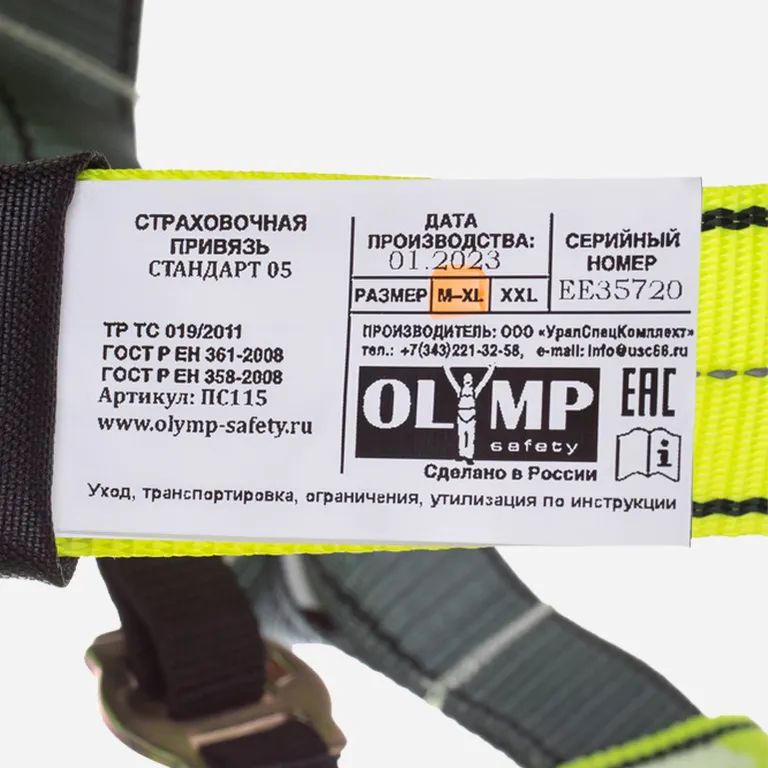 СТРАХОВОЧНАЯ
ПРИВЯЗЬ
СТАНДАРТ 05
ТР ТС 019/2011
ГОСТ Р ЕН 361-2008
ГОСТ Р ЕН 358-2008
Артикул: ПС115
www.olymp-safety.ru
ДАТА
ПРОИЗВОДСТВА:
01.2023
РАЗМЕР M–XL XXL
СЕРИЙНЫЙ
НОМЕР
EE35720
ПРОИЗВОДИТЕЛЬ: ООО «УралСпецКомплект»
тел.: +7(343)221-32-58, e-mail: info@usc66.ru
OLYMP
safety
EAC
i
Сделано в России
Уход, транспортировка, ограничения, утилизация по инструкции